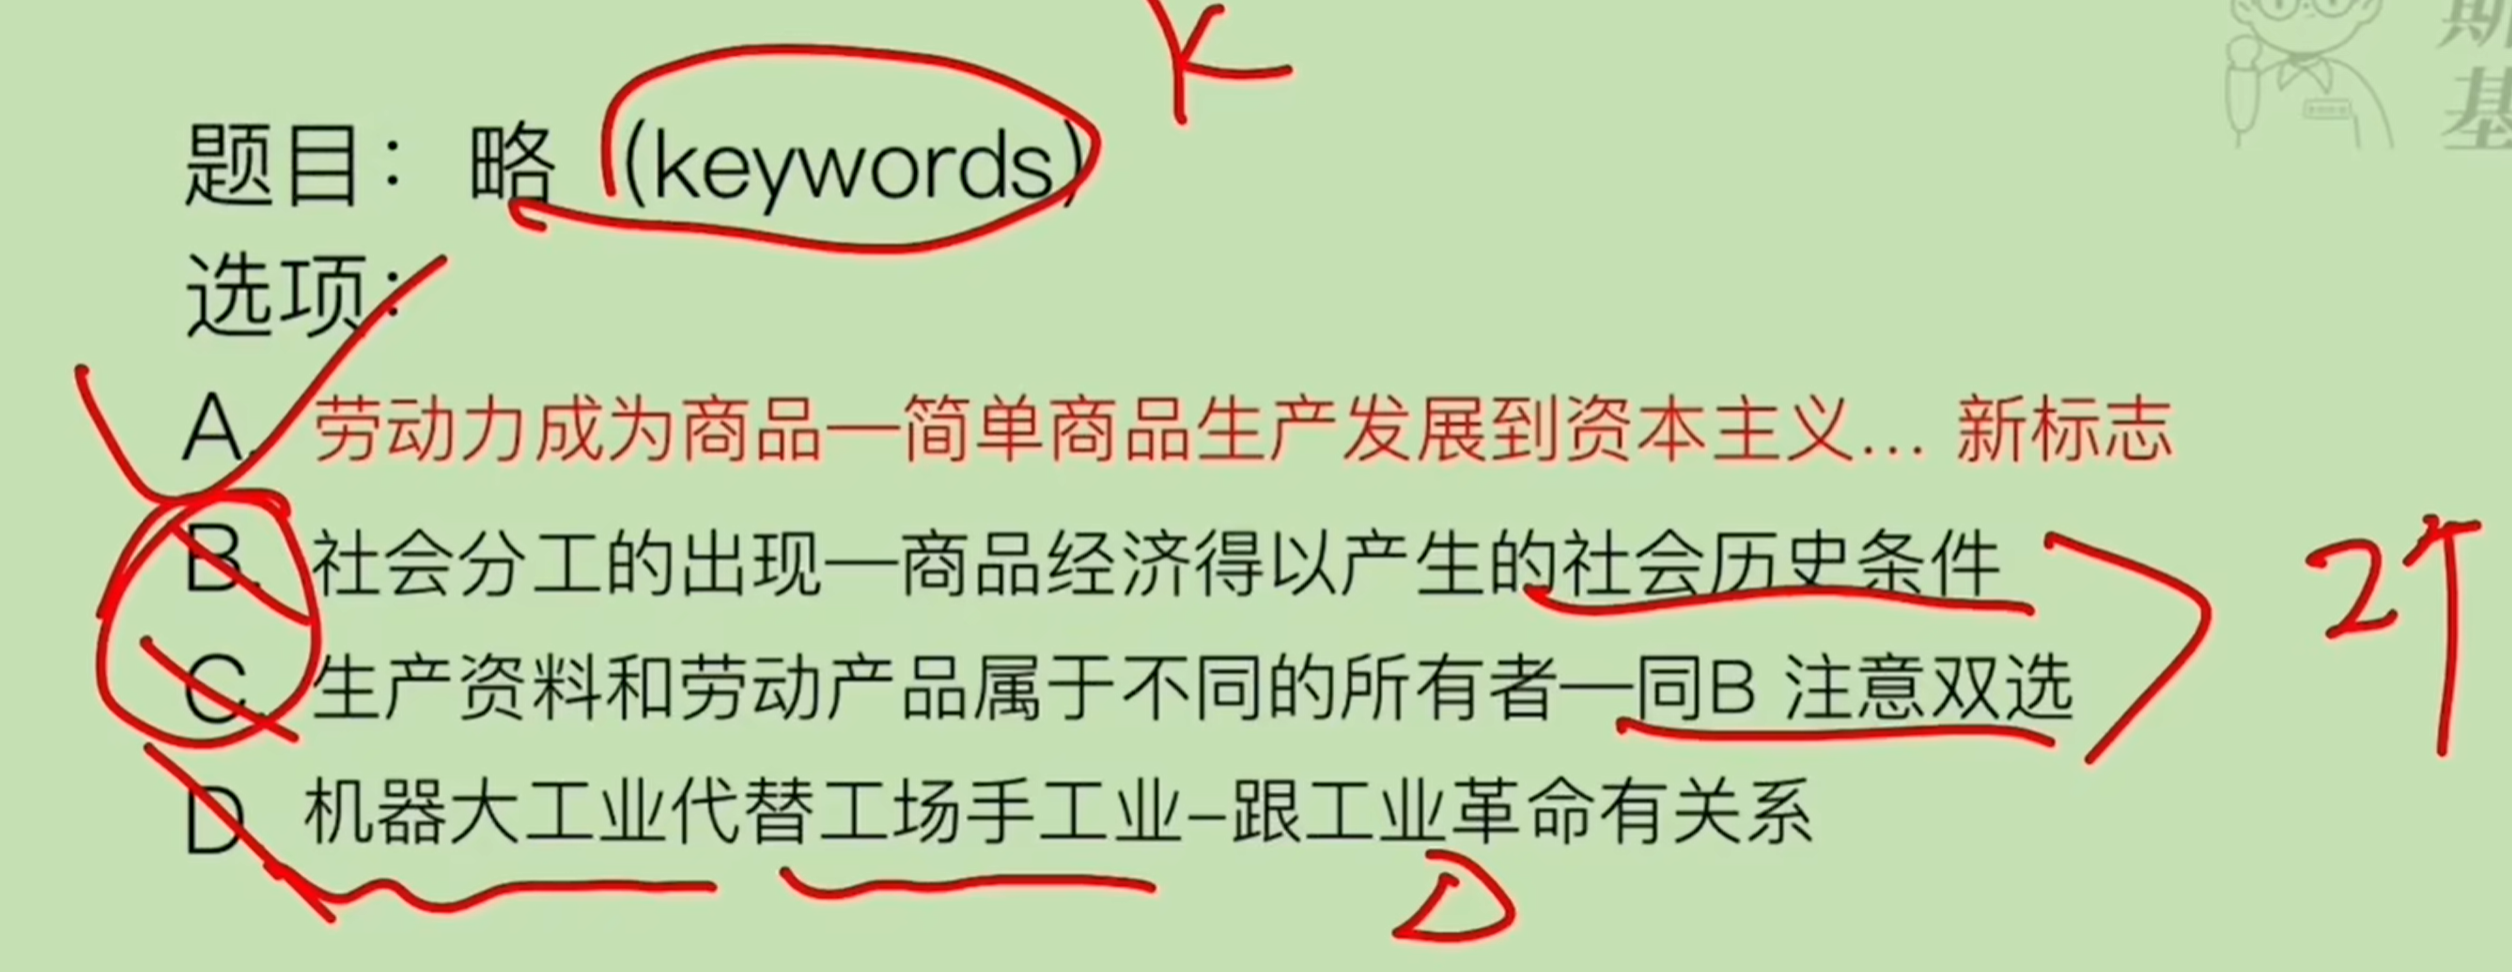 K
题目：略 (keywords)
选项：
A. 劳动力成为商品—简单商品生产发展到资本主义… 新标志
B. 社会分工的出现—商品经济得以产生的社会历史条件
C. 生产资料和劳动产品属于不同的所有者—同B 注意双选
2个
D 机器大工业代替工场手工业–跟工业革命有关系